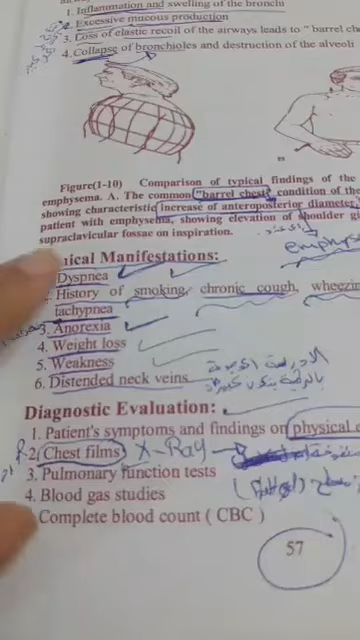 1. Inflammation and swelling of the bronchi
2. Excessive mucous production
3. Loss of elastic recoil of the airways leads to " barrel che
4. Collapse of bronchioles and destruction of the alveoli
Figure(1-10) Comparison of typical findings of the
emphysema. A. The common "barrel chest" condition of the
showing characteristic increase of anteroposterior diameter,
patient with emphysema, showing elevation of shoulder g
supraclavicular fossae on inspiration.
emphyse
ical Manifestations:
Dyspnea
History of smoking, chronic cough, wheezin
tachypnea
3. Anorexia
4. Weight loss
5. Weakness
6. Distended neck veins
Diagnostic Evaluation:
1. Patient's symptoms and findings on physical e
2. Chest films X-Ray
3. Pulmonary function tests
4. Blood gas studies
Complete blood count ( CBC )
57